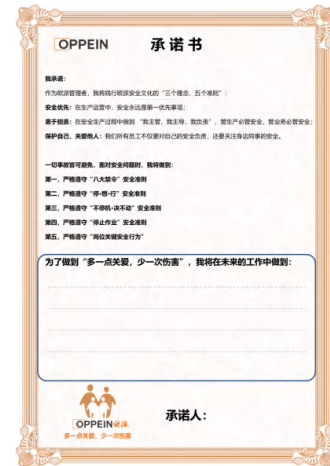 OPPEIN
承诺书
我承诺：
作为欧派管理者，我将践行欧派安全文化的“三个理念、五个准则”：
安全优先：在生产运营中，安全永远是第一优先事项；
勇于担责：在安全生产过程中做到“我主管、我主导、我负责”，管生产必管安全，管业务必管安全；
保护自己、关爱他人：我们所有员工不仅要对自己的安全负责，还要关注身边同事的安全。
一切事故皆可避免，面对安全问题时，我将做到：
第一，严格遵守“八大禁令”安全准则
第二，严格遵守“停·想·行”安全准则
第三，严格遵守“不停机·决不动”安全准则
第四，严格遵守“停止作业”安全准则
第五，严格遵守“岗位关键安全行为”
为了做到“多一点关爱，少一次伤害”，我将在未来的工作中做到：
OPPEIN欧派
多一点关爱，少一次伤害
承诺人：